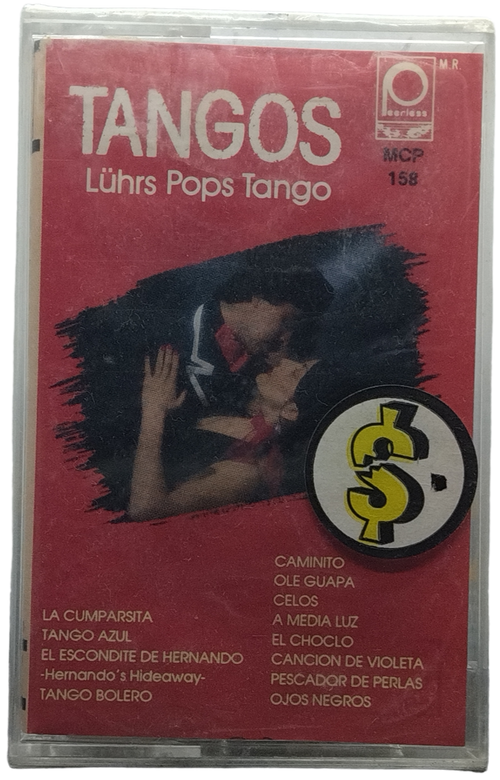 TANGOS
Lührs Pops Tango
Peerless
M.R.
MCP
158
$
LA CUMPARSITA
TANGO AZUL
EL ESCONDITE DE HERNANDO
-Hernando's Hideaway-
TANGO BOLERO
CAMINITO
OLE GUAPA
CELOS
A MEDIA LUZ
EL CHOCLO
CANCION DE VIOLETA
PESCADOR DE PERLAS
OJOS NEGROS